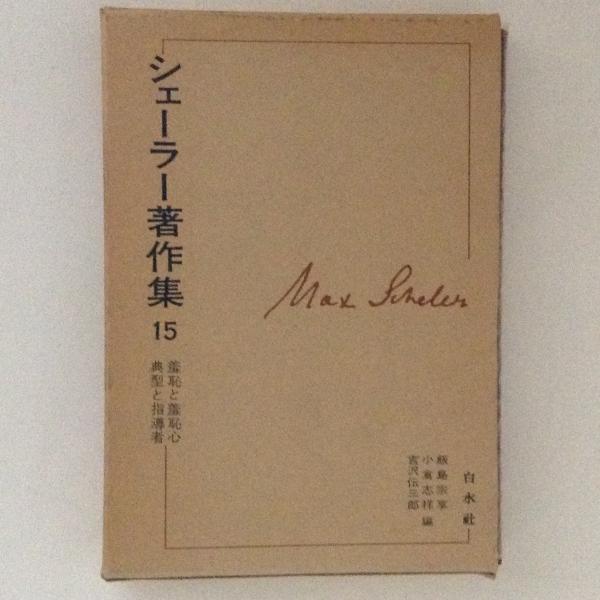 シェーラー著作集
15
羞恥と羞恥心
典型と指導者
Max Scheler
飯島宗享
小倉志祥 編
吉沢伝三郎
白水社